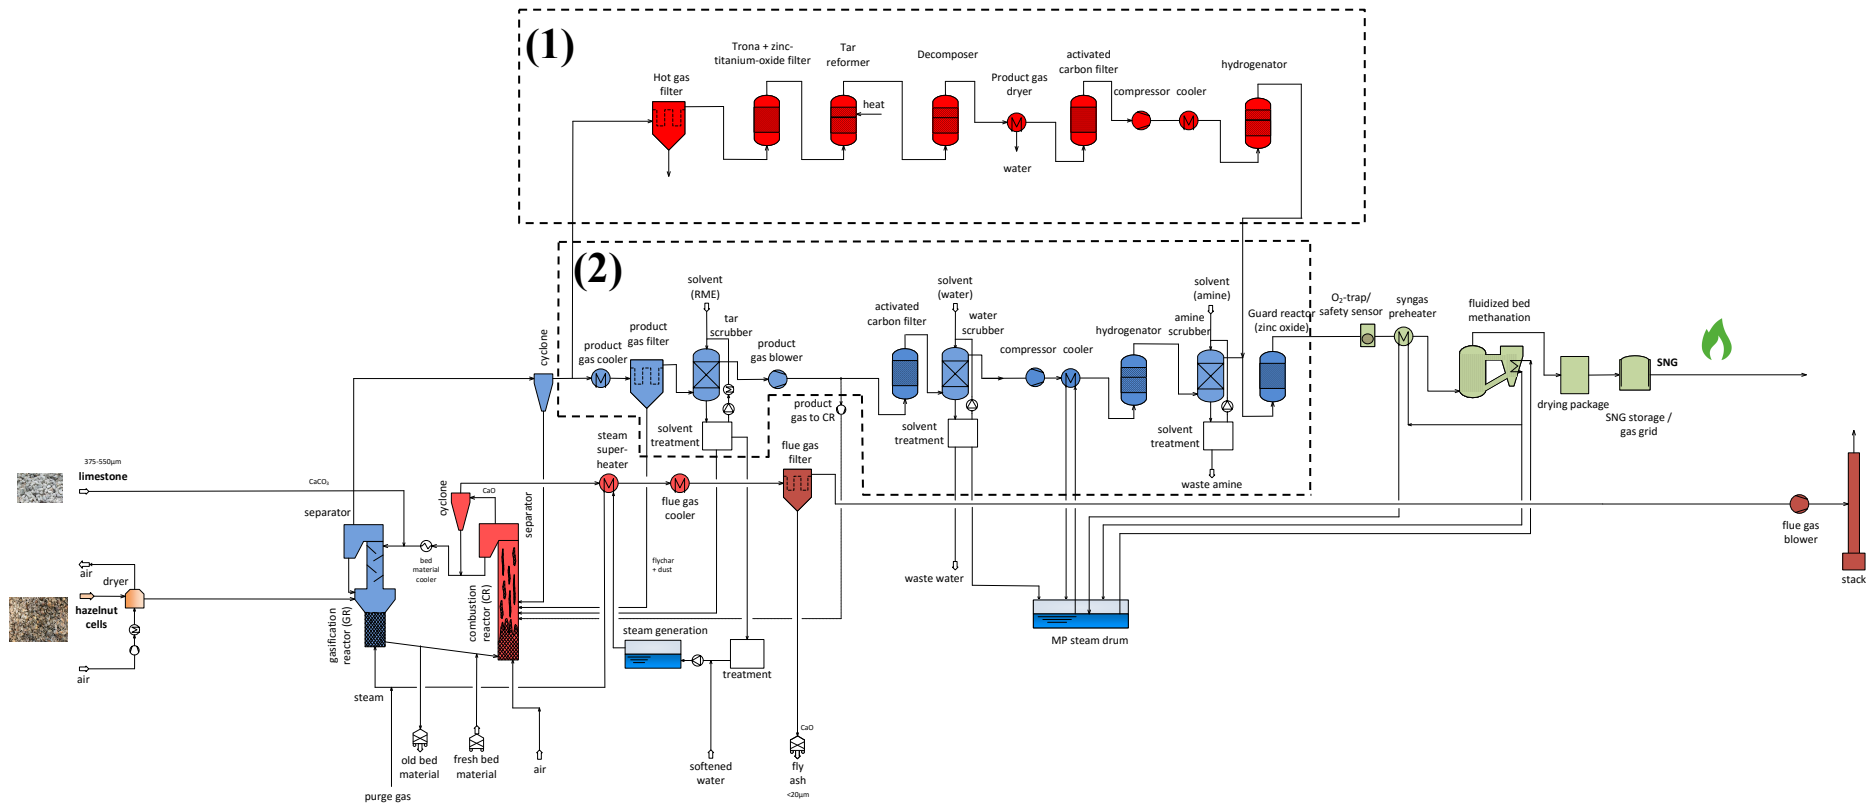 (1)
Hot gas
filter
Trona + zinc-
titanium-oxide filter
Tar
reformer
heat
Decomposer
Product gas
dryer
water
activated
carbon filter
compressor
cooler
hydrogenator
(2)
cyclone
product
gas cooler
product
gas filter
solvent
(RME)
tar
scrubber
solvent
treatment
product
gas blower
product
gas to CR
activated
carbon filter
solvent
(water)
water
scrubber
solvent
treatment
compressor
cooler
hydrogenator
solvent
(amine)
amine
scrubber
solvent
treatment
waste amine
Guard reactor
(zinc oxide)
O₂-trap/
safety sensor
syngas
preheater
fluidized bed
methanation
drying package
SNG
SNG storage /
gas grid
375-550µm
limestone
CaCO₃
separator
cyclone
CaO
separator
steam
super-
heater
flue gas
cooler
flue gas
filter
flue gas
blower
stack
air
dryer
hazelnut
cells
air
bed
material
cooler
gasification
reactor (GR)
combustion
reactor (CR)
flychar
+ dust
waste water
MP steam drum
steam generation
treatment
steam
old bed
material
fresh bed
material
air
purge gas
softened
water
CaO
fly
ash
<20µm